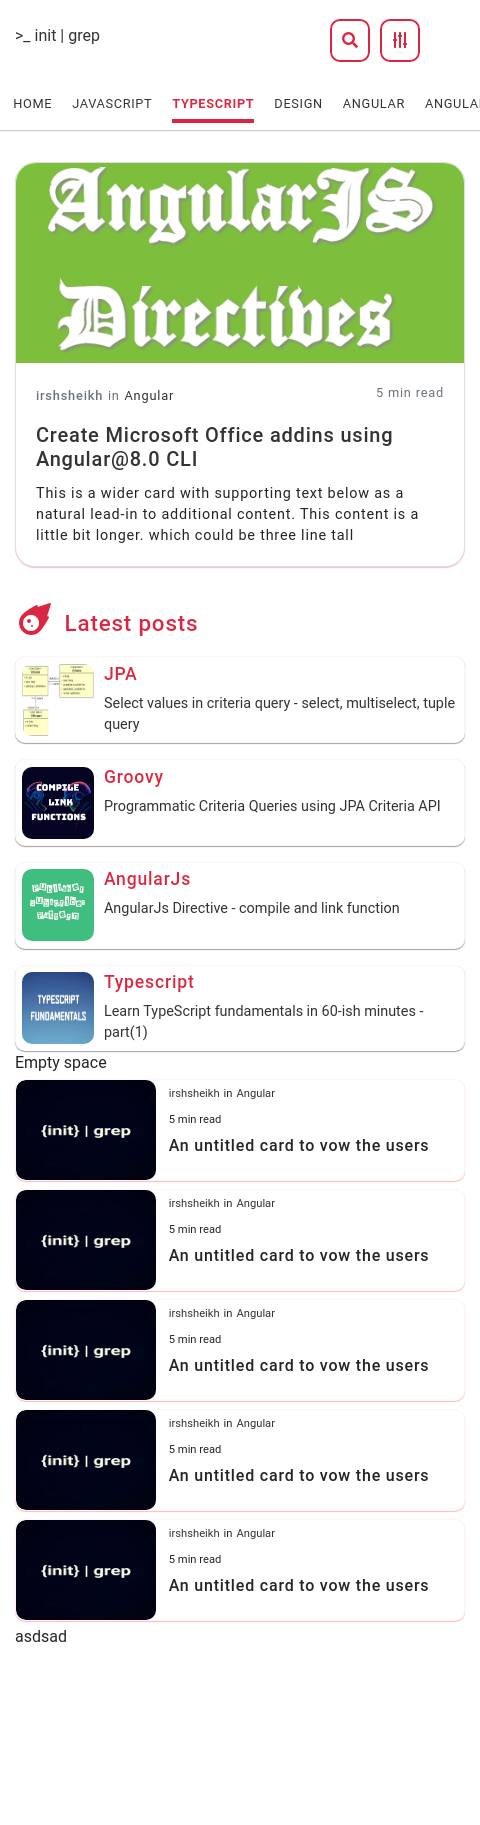 >_ init | grep
HOME JAVASCRIPT TYPESCRIPT DESIGN ANGULAR ANGULAR
AngularJS
Directives
irshsheikh in Angular 5 min read
Create Microsoft Office addins using
Angular@8.0 CLI
This is a wider card with supporting text below as a
natural lead-in to additional content. This content is a
little bit longer. which could be three line tall
Latest posts
JPA
Select values in criteria query - select, multiselect, tuple
query
COMPILE
LINK
FUNCTIONS
Groovy
Programmatic Criteria Queries using JPA Criteria API
AngularJs
AngularJs Directive - compile and link function
TYPESCRIPT
FUNDAMENTALS
Typescript
Learn TypeScript fundamentals in 60-ish minutes -
part(1)
Empty space
{init} | grep
irshsheikh in Angular
5 min read
An untitled card to vow the users
{init} | grep
irshsheikh in Angular
5 min read
An untitled card to vow the users
{init} | grep
irshsheikh in Angular
5 min read
An untitled card to vow the users
{init} | grep
irshsheikh in Angular
5 min read
An untitled card to vow the users
{init} | grep
irshsheikh in Angular
5 min read
An untitled card to vow the users
asdsad